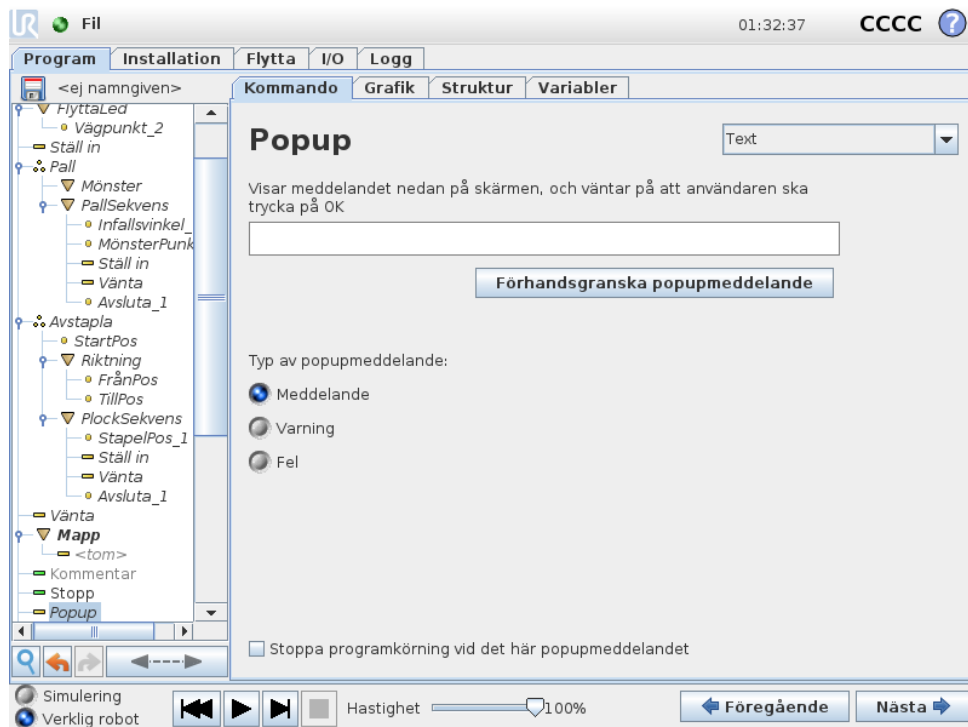 UR Fil 01:32:37 CCCC ?
Program Installation Flytta I/O Logg
<ej namngiven>
Kommando Grafik Struktur Variabler
FlyttaLed
Vägpunkt_2
Ställ in
Pall
Mönster
PallSekvens
Infallsvinkel_
MönsterPunk
Ställ in
Vänta
Avsluta_1
Avstapla
StartPos
Riktning
FrånPos
TillPos
PlockSekvens
StapelPos_1
Ställ in
Vänta
Avsluta_1
Vänta
Mapp
<tom>
Kommentar
Stopp
Popup
Popup
Text
Visar meddelandet nedan på skärmen, och väntar på att användaren ska
trycka på OK
Förhandsgranska popupmeddelande
Typ av popupmeddelande:
Meddelande
Varning
Fel
Stoppa programkörning vid det här popupmeddelandet
Simulering
Verklig robot
Hastighet 100%
Föregående
Nästa